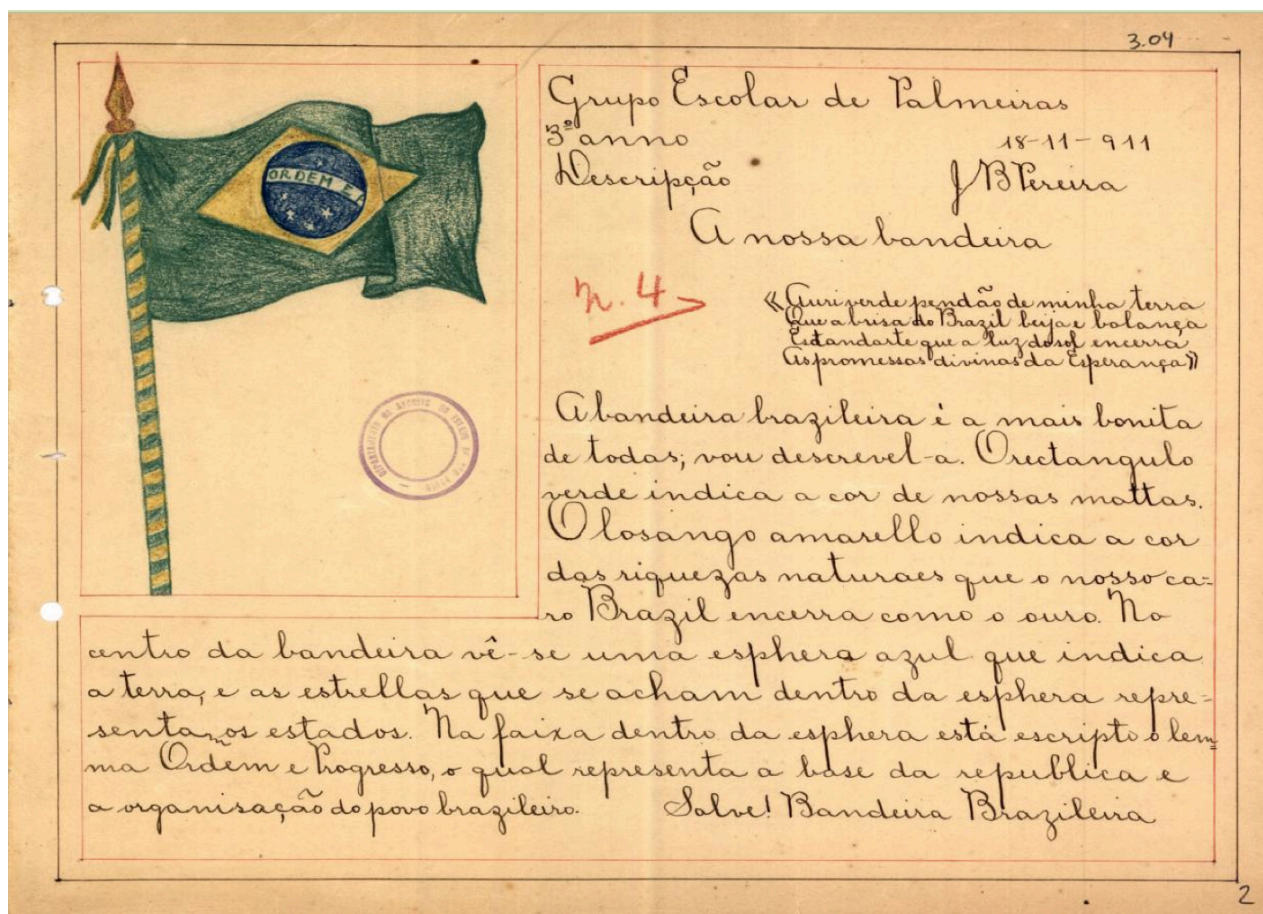 3.04
ORDEM E P
Grupo Escolar de Palmeiras
3º anno 18-11-911
Descripção J B Pereira
A nossa bandeira
n. 4
«Auri verde pendão de minha terra
Que a brisa do Brazil beija e balança
Estandarte que a luz do sol encerra
As promessas divinas da Esperança»
A bandeira brazileira é a mais bonita
de todas; vou descrevel-a. O rectangulo
verde indica a cor de nossas mattas.
O losango amarello indica a cor
das riquezas naturaes que o nosso ca-
ro Brazil encerra como o ouro. No
centro da bandeira vê-se uma esphera azul que indica
a terra, e as estrellas que se acham dentro da esphera repre-
sentam os estados. Na faixa dentro da esphera está escripto o lem-
ma Ordem e Progresso, o qual representa a base da republica e
a organisação do povo brazileiro. Salve! Bandeira Brazileira
DEPARTAMENTO DO ARCHIVO DO ESTADO
2